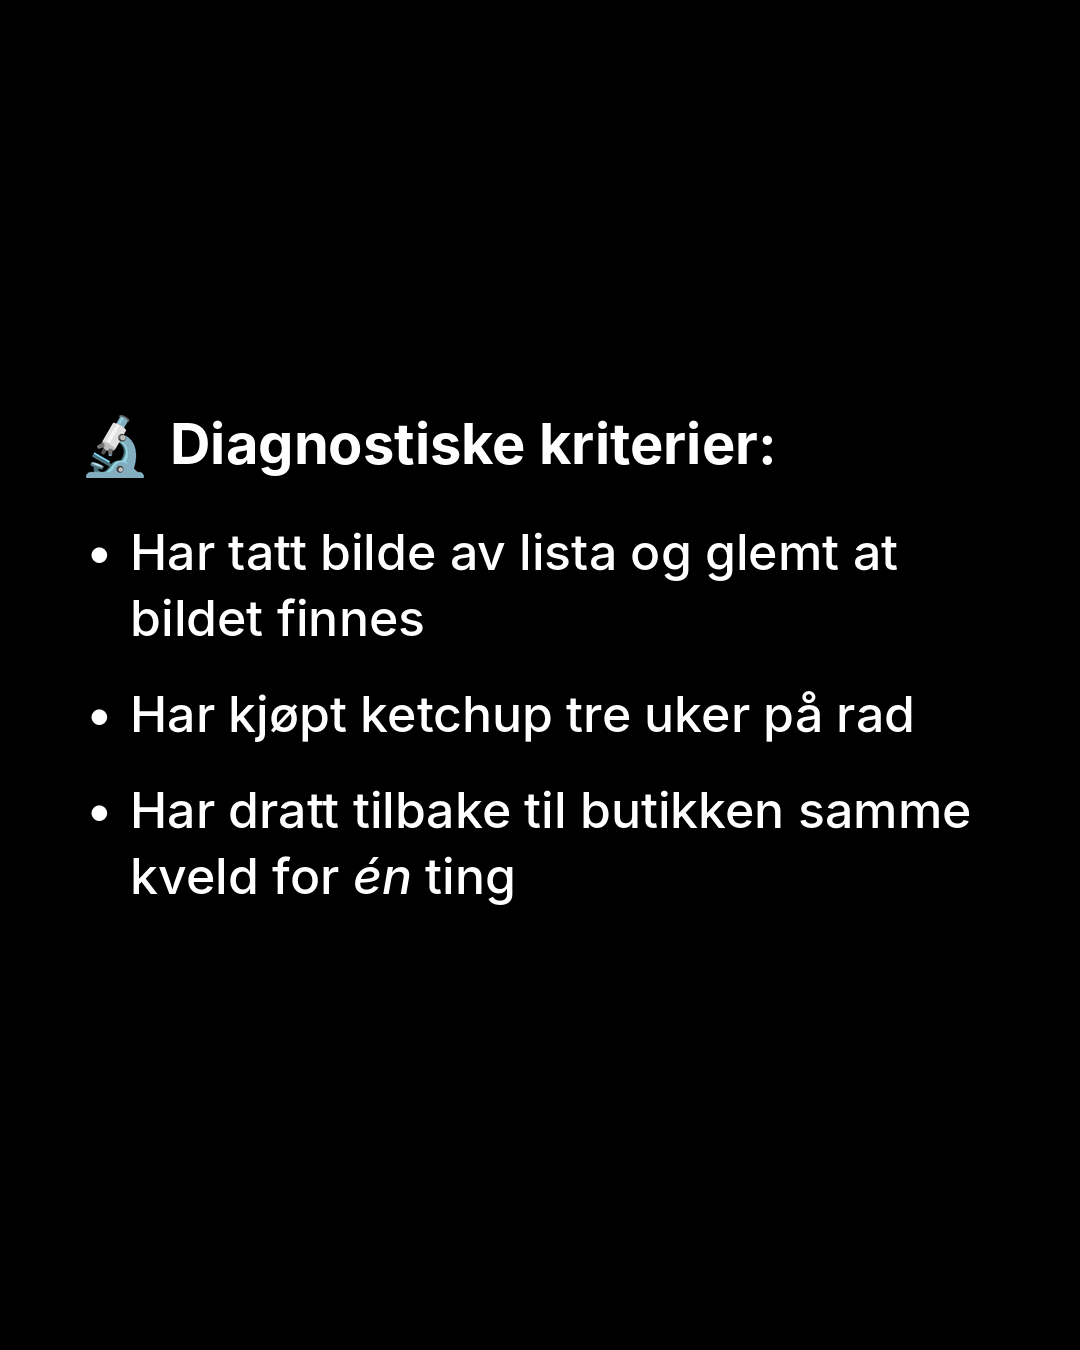 🔬 Diagnostiske kriterier:
• Har tatt bilde av lista og glemt at
bildet finnes
• Har kjøpt ketchup tre uker på rad
• Har dratt tilbake til butikken samme
kveld for én ting